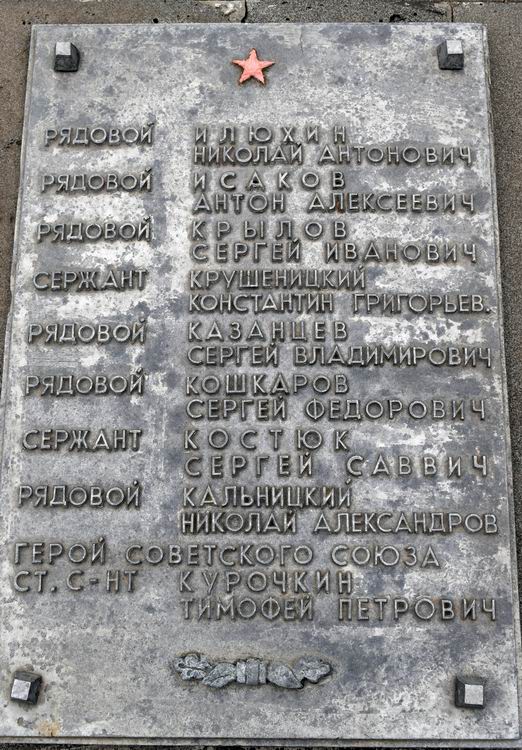 РЯДОВОЙ ИЛЮХИН
НИКОЛАЙ АНТОНОВИЧ
РЯДОВОЙ ИСАКОВ
АНТОН АЛЕКСЕЕВИЧ
РЯДОВОЙ КРЫЛОВ
СЕРГЕЙ ИВАНОВИЧ
СЕРЖАНТ КРУШЕНИЦКИЙ
КОНСТАНТИН ГРИГОРЬЕВ.
РЯДОВОЙ КАЗАНЦЕВ
СЕРГЕЙ ВЛАДИМИРОВИЧ
РЯДОВОЙ КОШКАРОВ
СЕРГЕЙ ФЕДОРОВИЧ
СЕРЖАНТ КОСТЮК
СЕРГЕЙ САВВИЧ
РЯДОВОЙ КАЛЬНИЦКИЙ
НИКОЛАЙ АЛЕКСАНДРОВ
ГЕРОЙ СОВЕТСКОГО СОЮЗА
СТ. С-НТ КУРОЧКИН
ТИМОФЕЙ ПЕТРОВИЧ